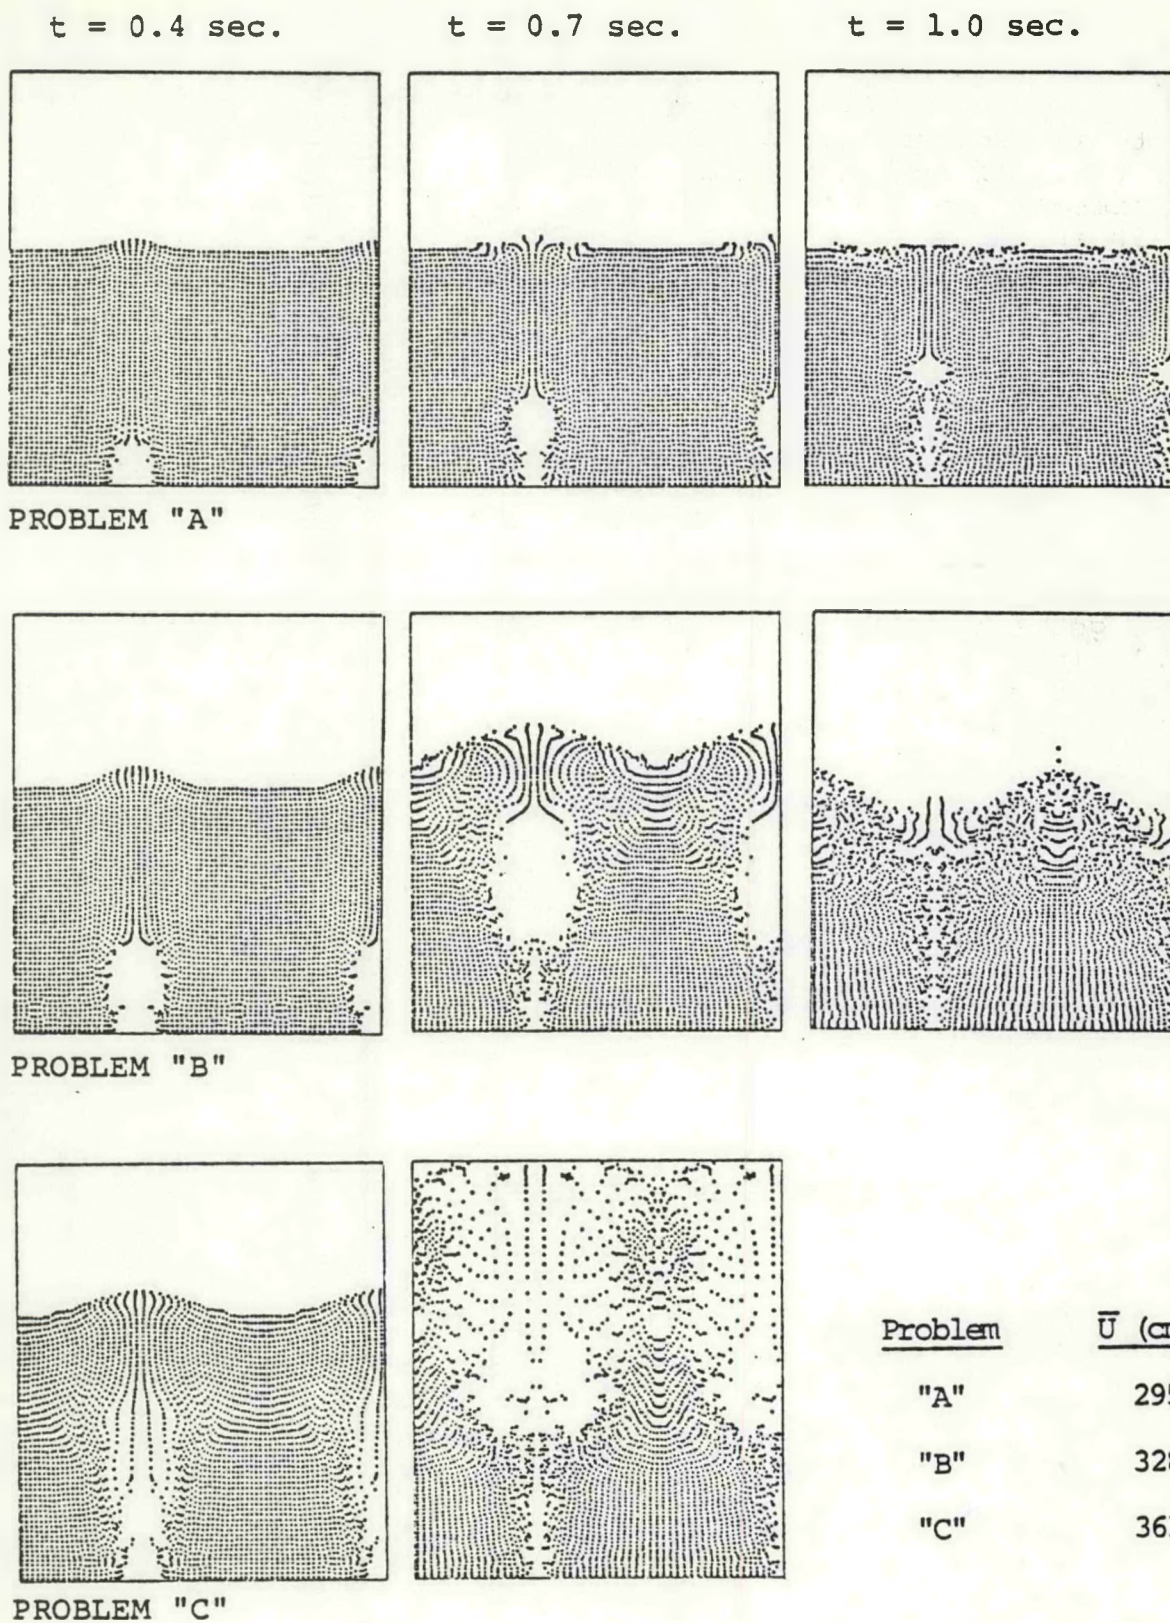 t = 0.4 sec. t = 0.7 sec. t = 1.0 sec.
PROBLEM "A"
PROBLEM "B"
PROBLEM "C"
Problem U̅
"A"
"B"
"C"